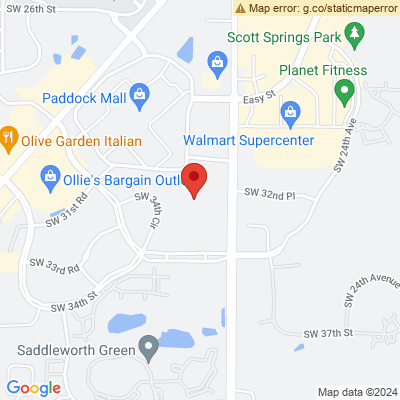 SW 26th St
Map error: g.co/staticmaperror
Scott Springs Park
Planet Fitness
Paddock Mall
Easy St
Walmart Supercenter
SW 24th Ave
Olive Garden Italian
Ollie's Bargain Outl
SW 31st Rd
SW 34th Cir
SW 32nd Pl
SW 33rd Rd
SW 34th St
SW 24th Avenue
SW 37th St
Saddleworth Green
Google
Map data ©2024